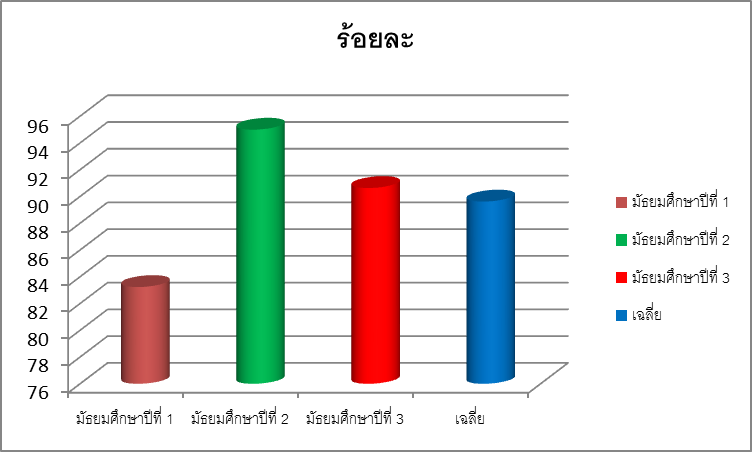 ร้อยละ
96
94
92
90
88
86
84
82
80
78
76
มัธยมศึกษาปีที่ 1
มัธยมศึกษาปีที่ 2
มัธยมศึกษาปีที่ 3
เฉลี่ย
มัธยมศึกษาปีที่ 1
มัธยมศึกษาปีที่ 2
มัธยมศึกษาปีที่ 3
เฉลี่ย